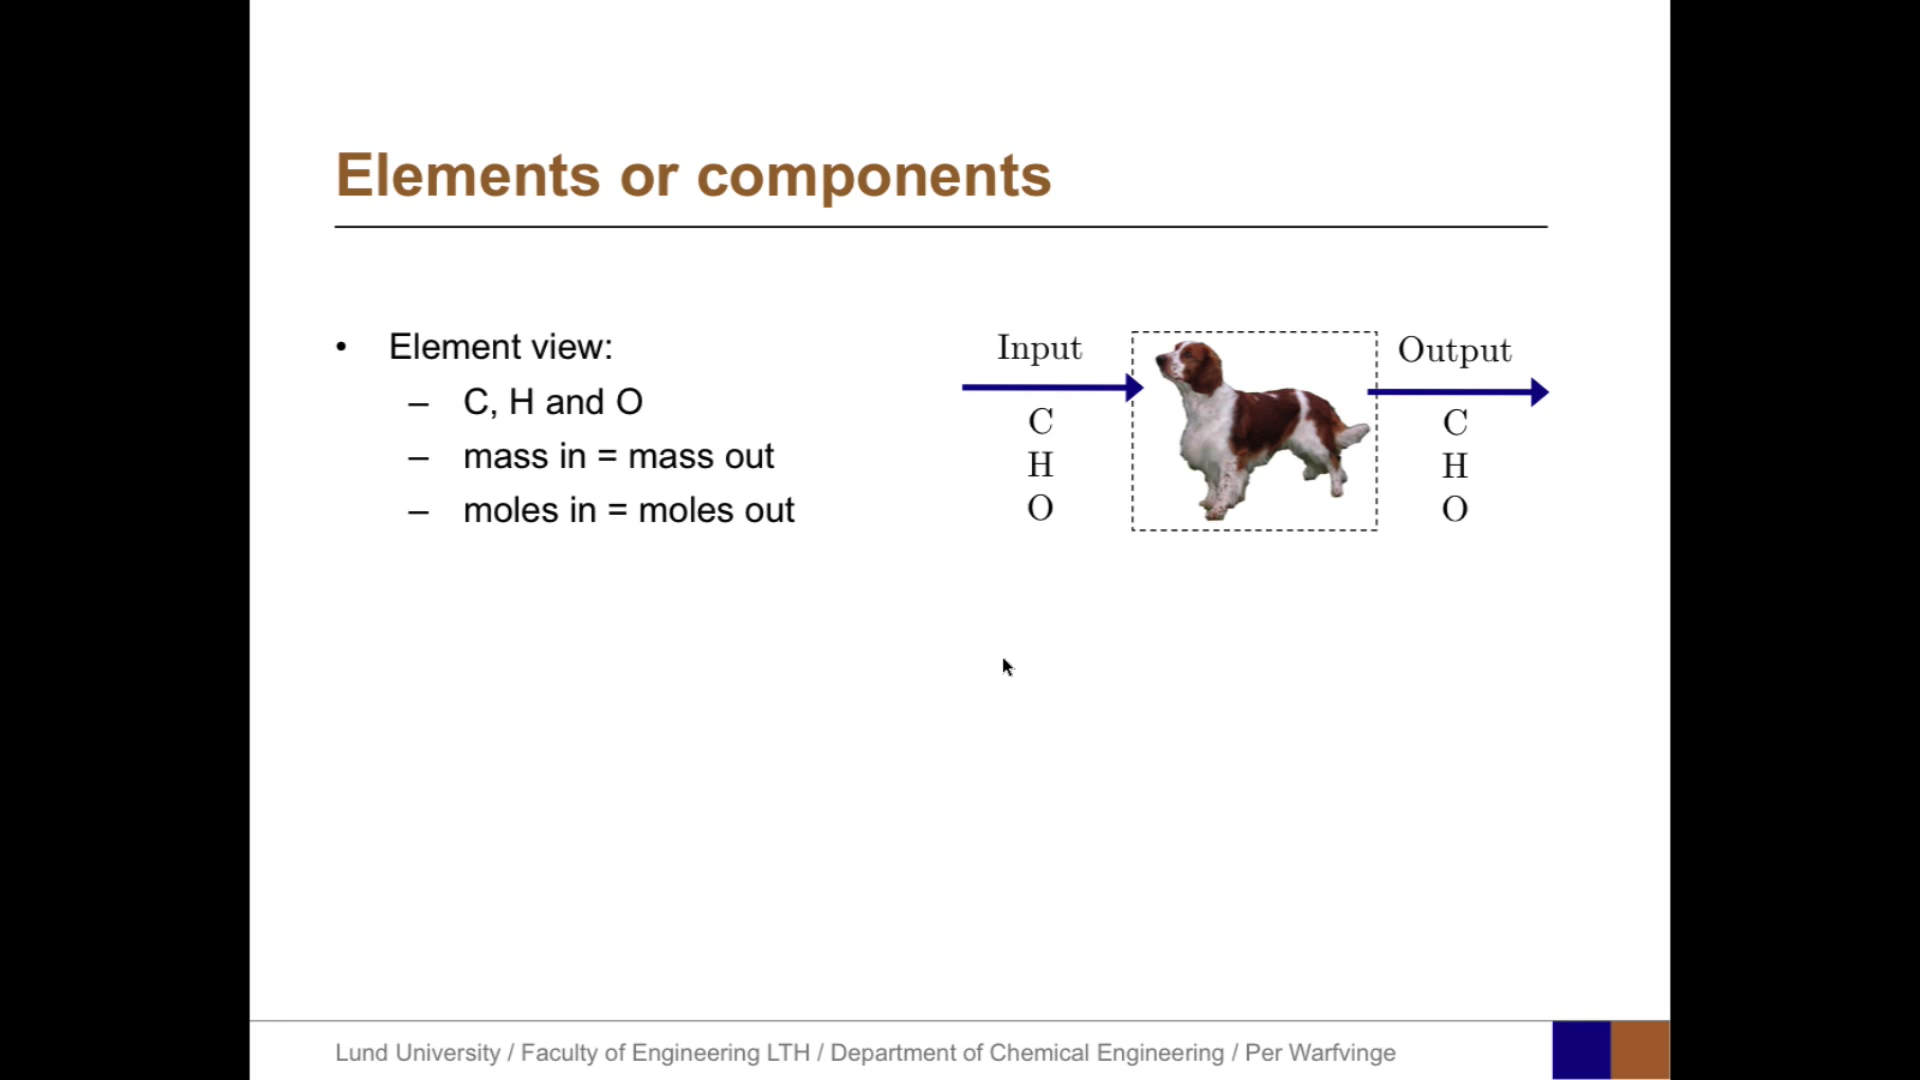 Elements or components
• Element view:
– C, H and O
– mass in = mass out
– moles in = moles out
Input
C
H
O
Output
C
H
O
Lund University / Faculty of Engineering LTH / Department of Chemical Engineering / Per Warfvinge